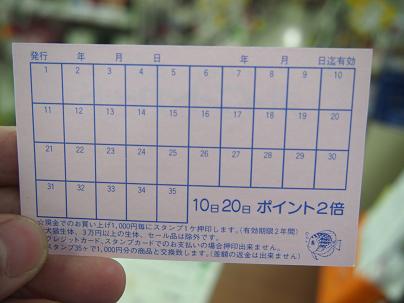 発行 年 月 日 年 月 日迄有効
1 2 3 4 5 6 7 8 9 10
11 12 13 14 15 16 17 18 19 20
21 22 23 24 25 26 27 28 29 30
31 32 33 34 35
10日20日 ポイント2倍
☆現金でのお買い上げ1,000円毎にスタンプ1ケ押印します。(有効期限2年間)
犬猫生体、3万円以上の生体、セール品は除外です。
クレジットカード、スタンプカードでのお支払いの場合押印出来ません。
スタンプ35ヶで1,000円分の商品と交換致します。(差額の返金は出来ません)